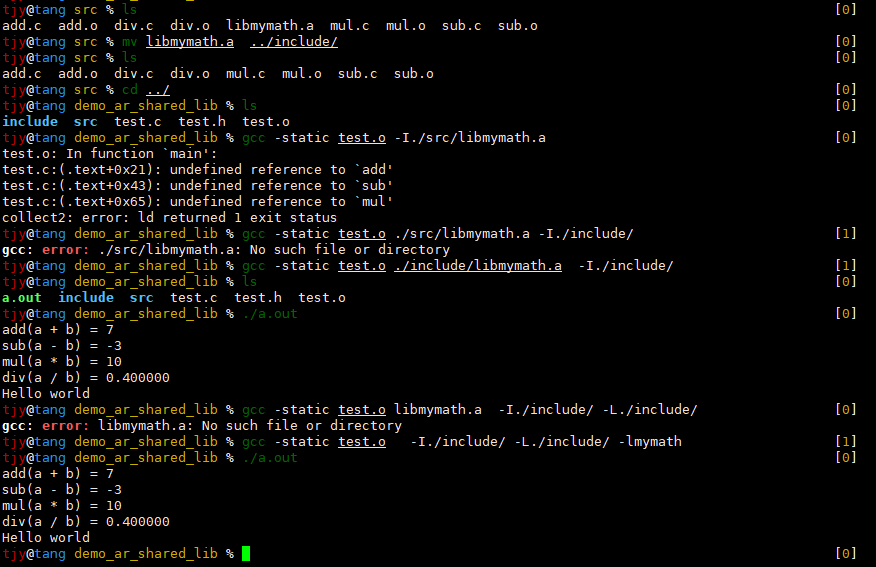 tjy@tang src % ls [0]
add.c  add.o  div.c  div.o  libmymath.a  mul.c  mul.o  sub.c  sub.o
tjy@tang src % mv libmymath.a  ../include/ [0]
tjy@tang src % ls [0]
add.c  add.o  div.c  div.o  mul.c  mul.o  sub.c  sub.o
tjy@tang src % cd ../ [0]
tjy@tang demo_ar_shared_lib % ls [0]
include  src  test.c  test.h  test.o
tjy@tang demo_ar_shared_lib % gcc -static test.o -I./src/libmymath.a [0]
test.o: In function `main':
test.c:(.text+0x21): undefined reference to `add'
test.c:(.text+0x43): undefined reference to `sub'
test.c:(.text+0x65): undefined reference to `mul'
collect2: error: ld returned 1 exit status
tjy@tang demo_ar_shared_lib % gcc -static test.o ./src/libmymath.a -I./include/ [1]
gcc: error: ./src/libmymath.a: No such file or directory
tjy@tang demo_ar_shared_lib % gcc -static test.o ./include/libmymath.a  -I./include/ [1]
tjy@tang demo_ar_shared_lib % ls [0]
a.out  include  src  test.c  test.h  test.o
tjy@tang demo_ar_shared_lib % ./a.out [0]
add(a + b) = 7
sub(a - b) = -3
mul(a * b) = 10
div(a / b) = 0.400000
Hello world
tjy@tang demo_ar_shared_lib % gcc -static test.o libmymath.a  -I./include/ -L./include/ [0]
gcc: error: libmymath.a: No such file or directory
tjy@tang demo_ar_shared_lib % gcc -static test.o   -I./include/ -L./include/ -lmymath [1]
tjy@tang demo_ar_shared_lib % ./a.out [0]
add(a + b) = 7
sub(a - b) = -3
mul(a * b) = 10
div(a / b) = 0.400000
Hello world
tjy@tang demo_ar_shared_lib % [0]